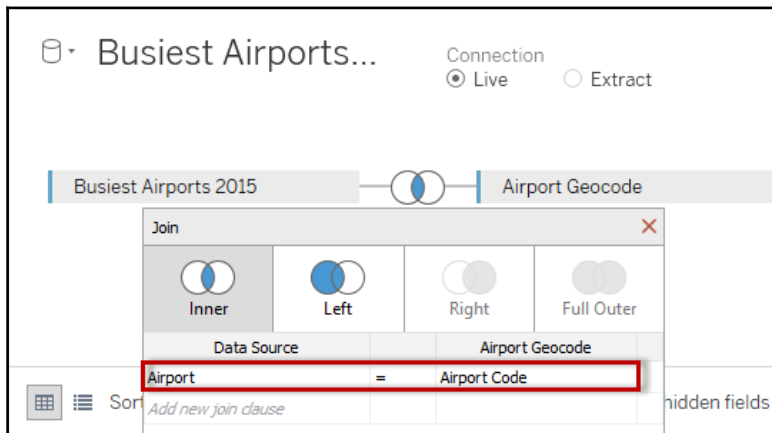 Busiest Airports...
Connection
Live Extract
Busiest Airports 2015 Airport Geocode
Join
Inner Left Right Full Outer
Data Source Airport Geocode
Airport = Airport Code
Sor
Add new join clause
hidden fields